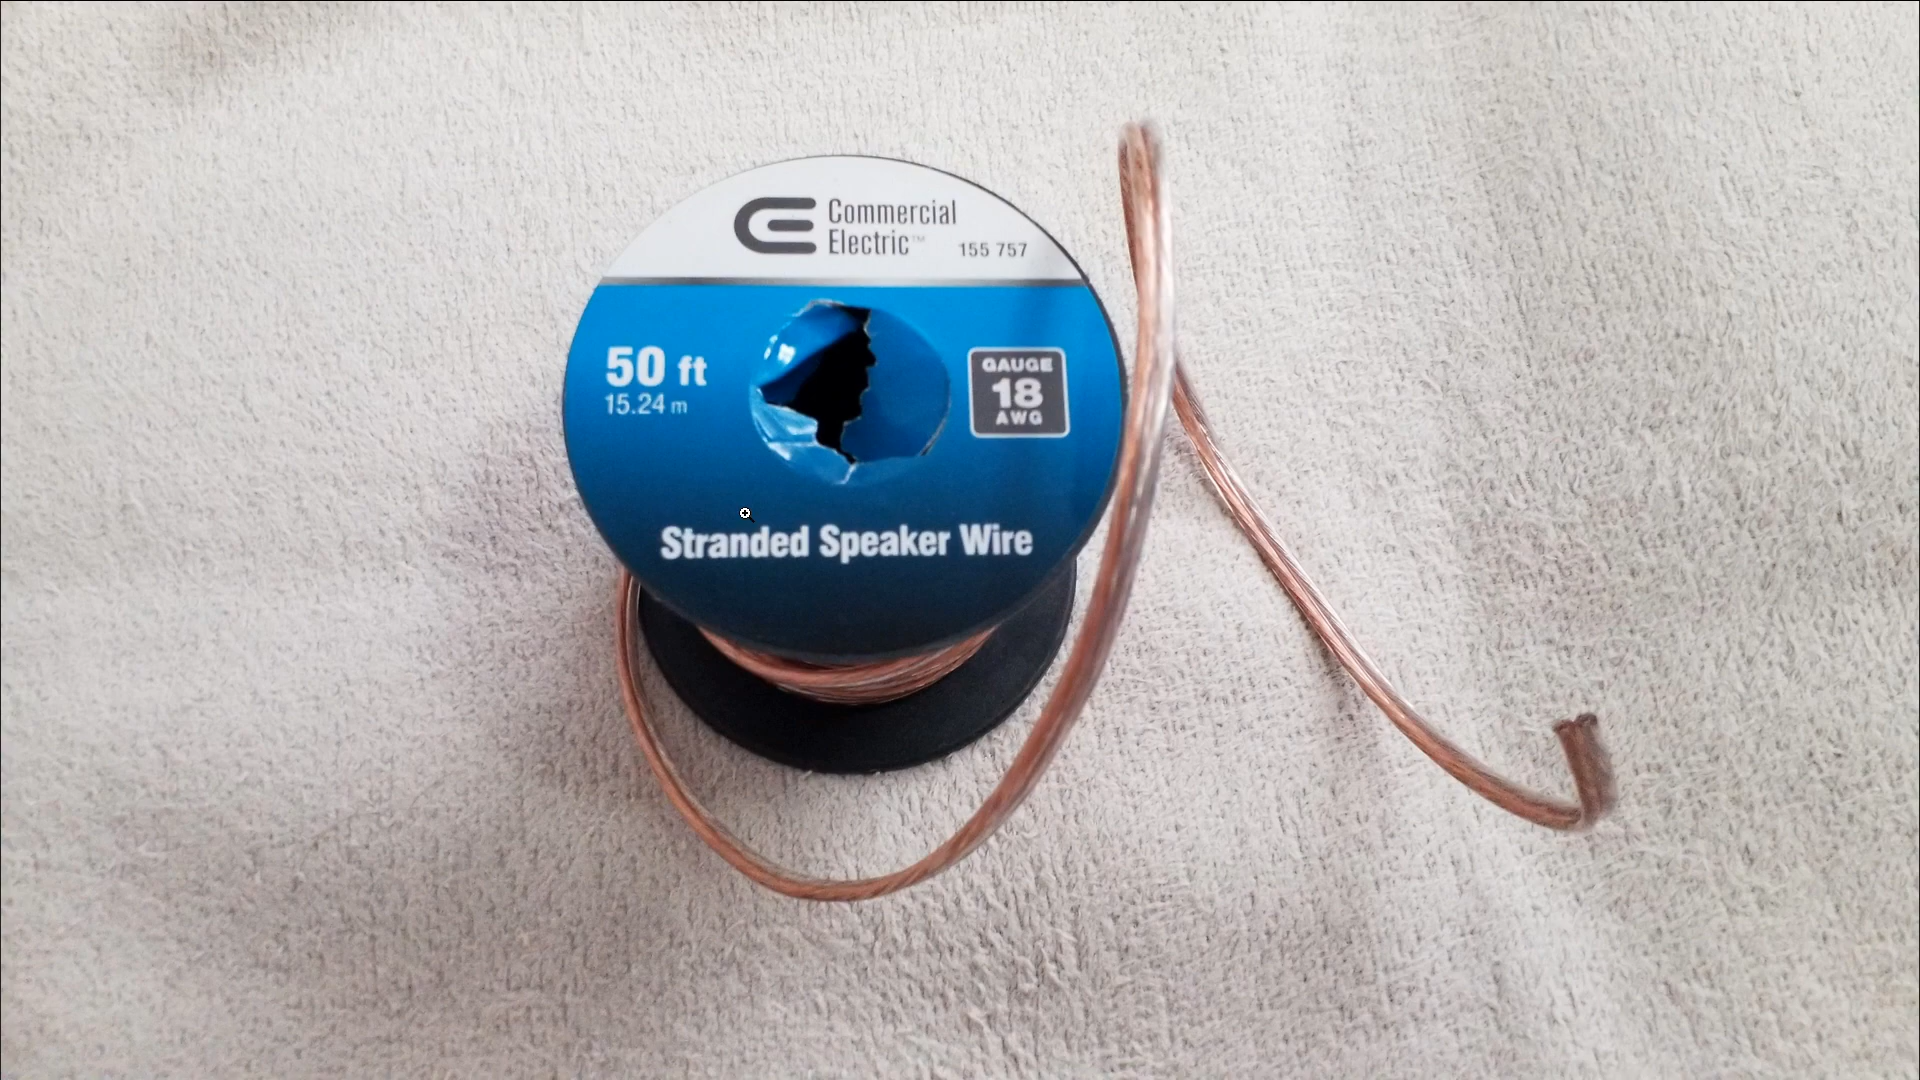 Commercial
Electric™
155 757
50 ft
15.24 m
GAUGE
18
AWG
Stranded Speaker Wire